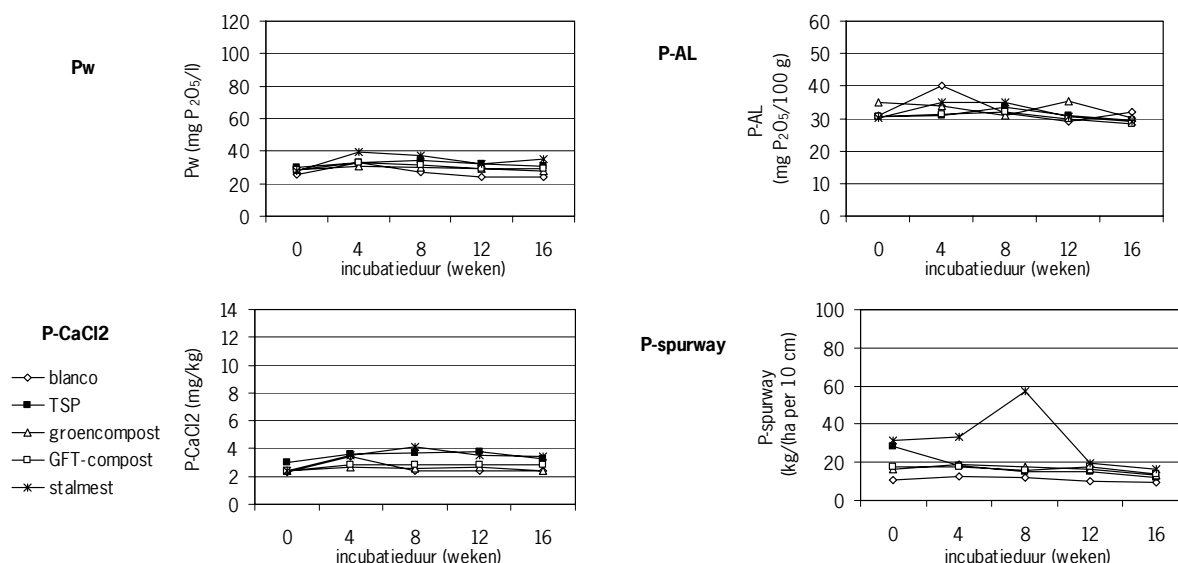 Pw
Pw (mg P₂O₅/l)
120
100
80
60
40
20
0
0 4 8 12 16
incubatieduur (weken)
P-AL
P-AL
(mg P₂O₅/100 g)
60
50
40
30
20
10
0
0 4 8 12 16
incubatieduur (weken)
P-CaCl2
blanco
TSP
groencompost
GFT-compost
stalmest
P-CaCl2 (mg/kg)
14
12
10
8
6
4
2
0
0 4 8 12 16
incubatieduur (weken)
P-spurway
P-spurway
(kg/(ha per 10 cm)
100
80
60
40
20
0
0 4 8 12 16
incubatieduur (weken)